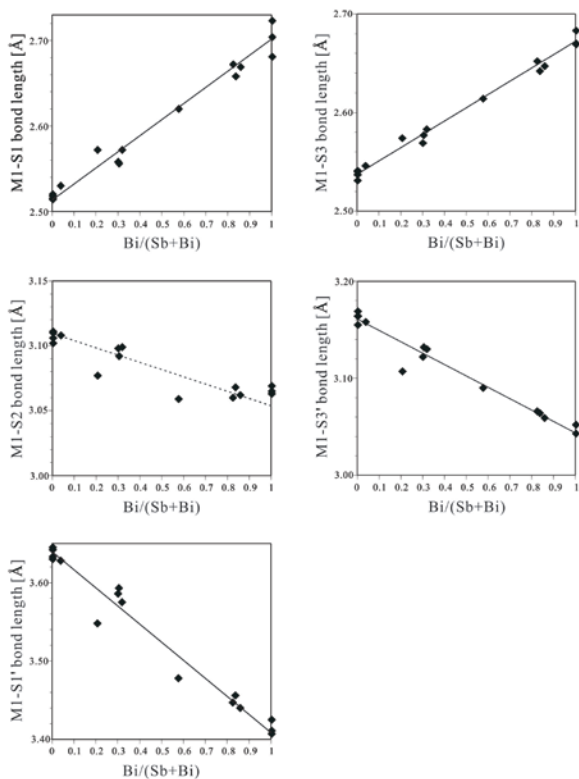 M1-S1 bond length [Å]
2.70
2.60
2.50
0 0.1 0.2 0.3 0.4 0.5 0.6 0.7 0.8 0.9 1
Bi/(Sb+Bi)
M1-S3 bond length [Å]
2.70
2.60
2.50
0 0.1 0.2 0.3 0.4 0.5 0.6 0.7 0.8 0.9 1
Bi/(Sb+Bi)
M1-S2 bond length [Å]
3.15
3.10
3.05
3.00
0 0.1 0.2 0.3 0.4 0.5 0.6 0.7 0.8 0.9 1
Bi/(Sb+Bi)
M1-S3' bond length [Å]
3.20
3.10
3.00
0 0.1 0.2 0.3 0.4 0.5 0.6 0.7 0.8 0.9 1
Bi/(Sb+Bi)
M1-S1' bond length [Å]
3.60
3.50
3.40
0 0.1 0.2 0.3 0.4 0.5 0.6 0.7 0.8 0.9 1
Bi/(Sb+Bi)